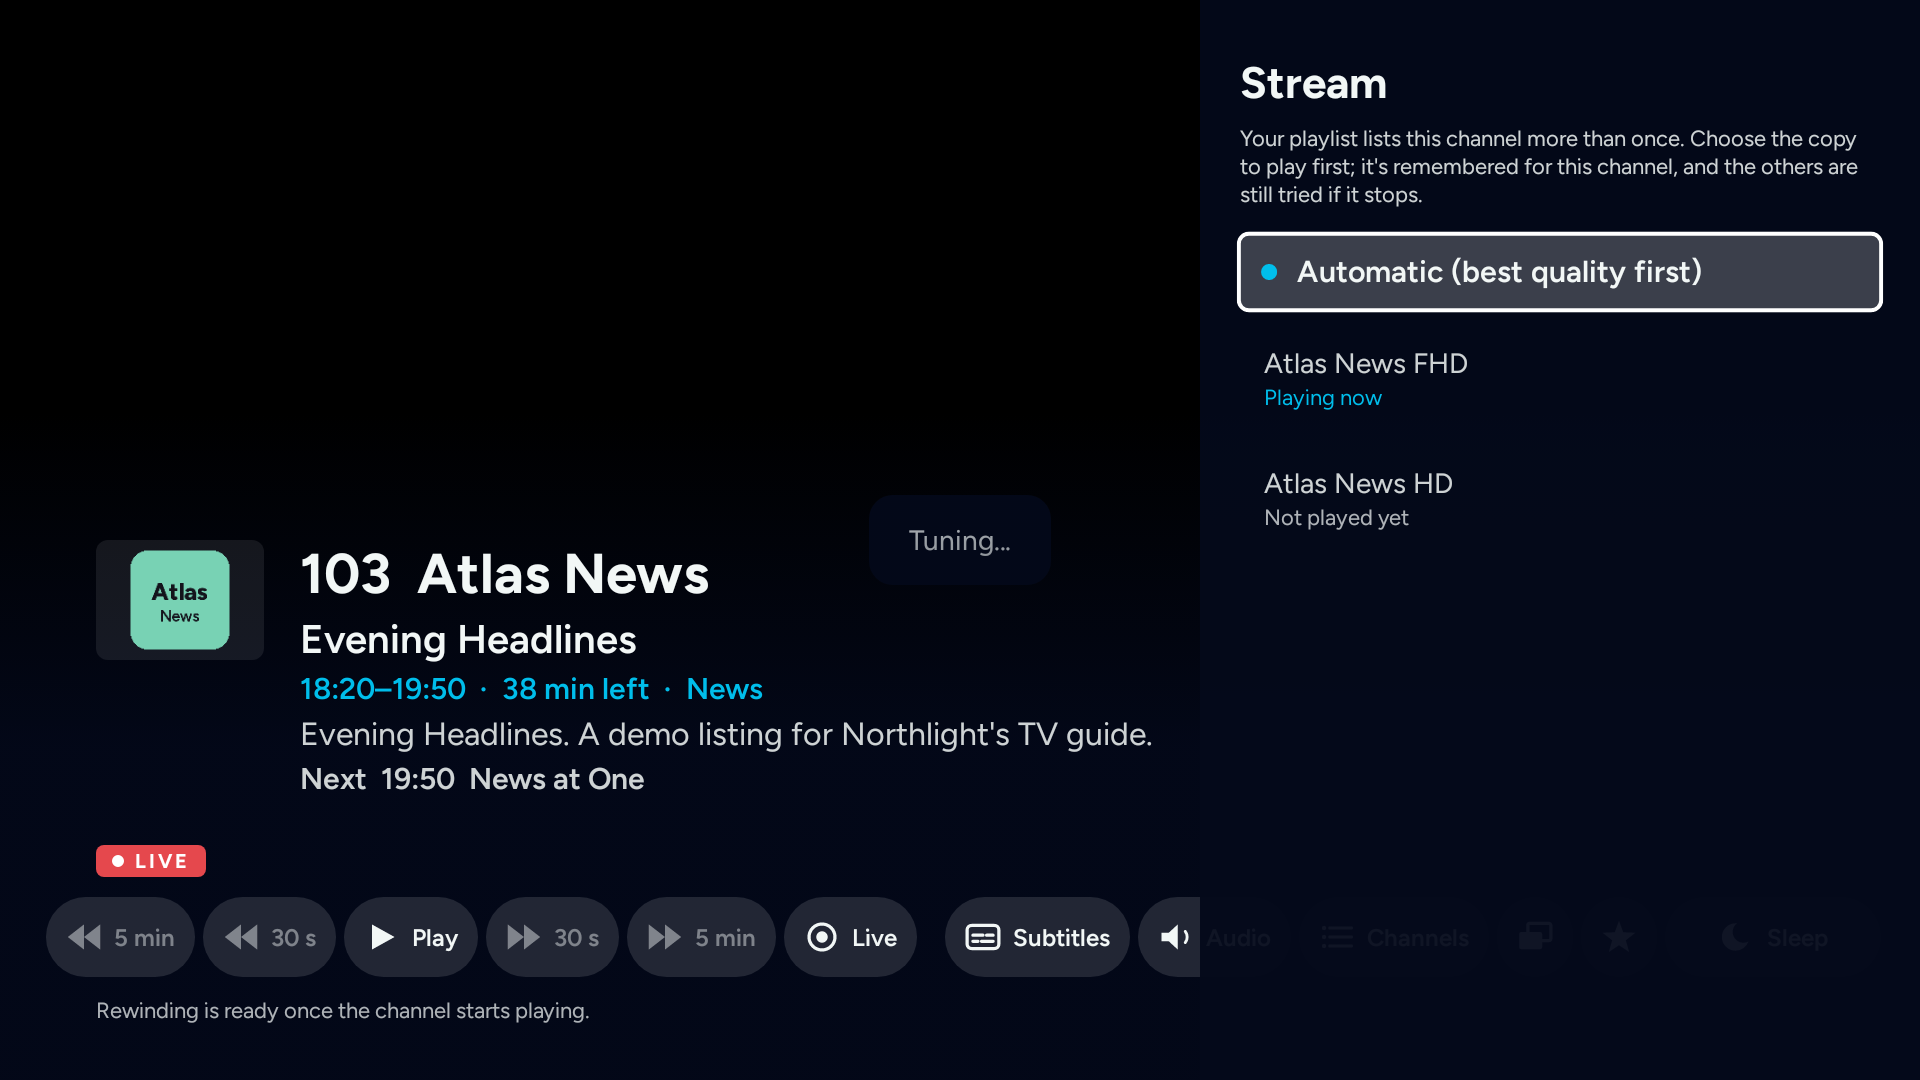 Stream
Your playlist lists this channel more than once. Choose the copy
to play first; it's remembered for this channel, and the others are
still tried if it stops.
Automatic (best quality first)
Atlas News FHD
Playing now
Atlas News HD
Not played yet
Tuning...
Atlas
News
103 Atlas News
Evening Headlines
18:20–19:50 · 38 min left · News
Evening Headlines. A demo listing for Northlight's TV guide.
Next 19:50 News at One
LIVE
5 min
30 s
Play
30 s
5 min
Live
Subtitles
Audio
Channels
Sleep
Rewinding is ready once the channel starts playing.